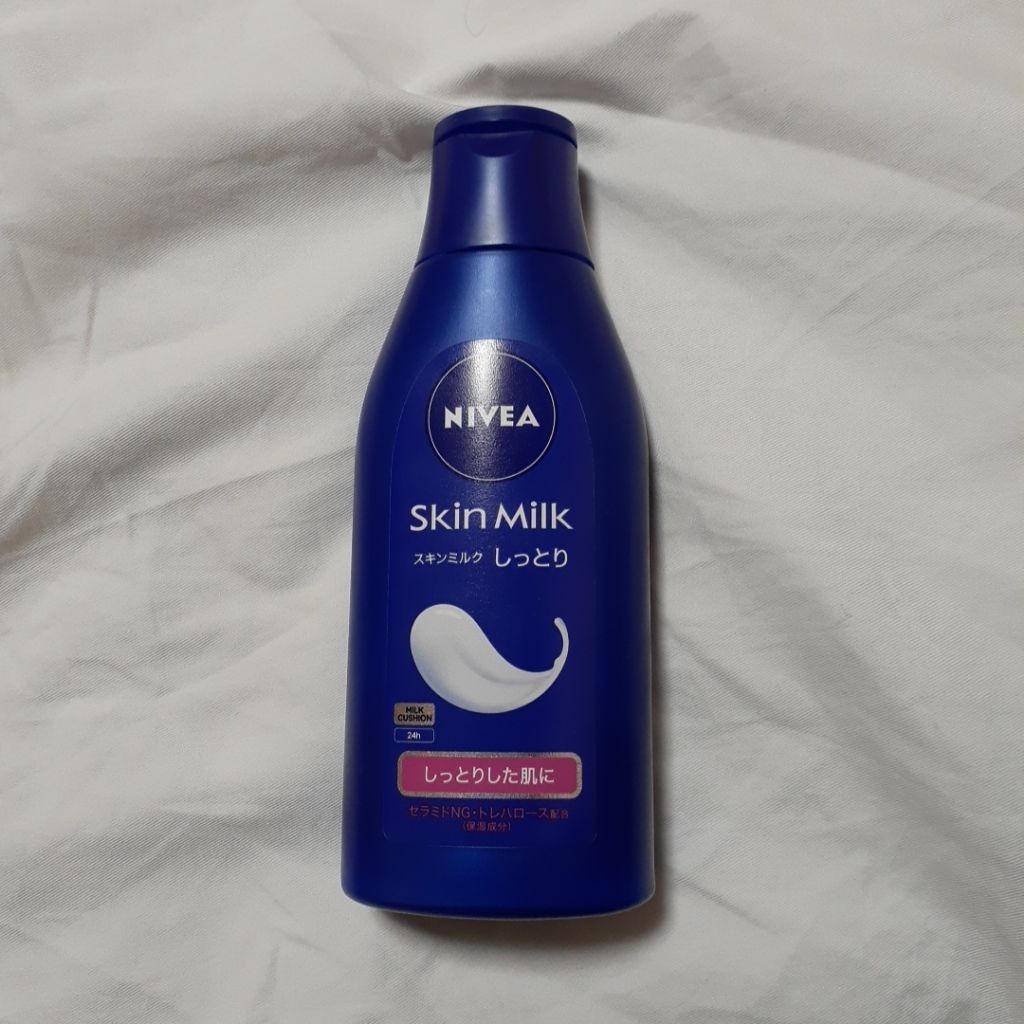 NIVEA
Skin Milk
スキンミルク しっとり
MILK
CUSHION
24h
しっとりした肌に
セラミドNG・トレハロース配合
(保湿成分)